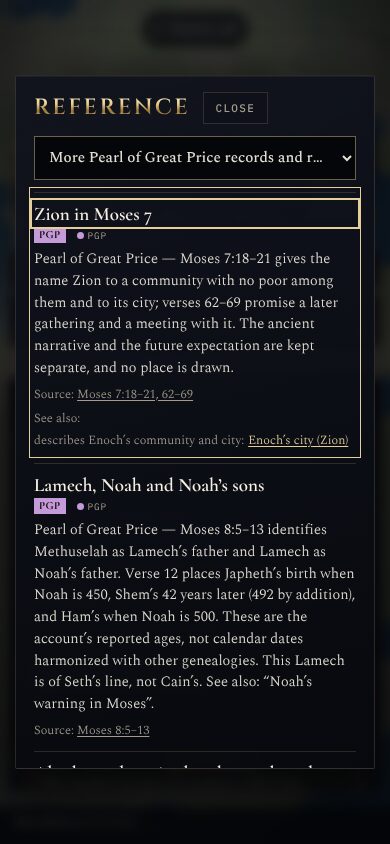 REFERENCE
CLOSE
More Pearl of Great Price records and r...
Zion in Moses 7
PGP PGP
Pearl of Great Price — Moses 7:18–21 gives the
name Zion to a community with no poor among
them and to its city; verses 62–69 promise a later
gathering and a meeting with it. The ancient
narrative and the future expectation are kept
separate, and no place is drawn.
Source: Moses 7:18–21, 62–69
See also:
describes Enoch’s community and city: Enoch’s city (Zion)
Lamech, Noah and Noah’s sons
PGP PGP
Pearl of Great Price — Moses 8:5–13 identifies
Methuselah as Lamech’s father and Lamech as
Noah’s father. Verse 12 places Japheth’s birth when
Noah is 450, Shem’s 42 years later (492 by addition),
and Ham’s when Noah is 500. These are the
account’s reported ages, not calendar dates
harmonized with other genealogies. This Lamech
is of Seth’s line, not Cain’s. See also: “Noah’s
warning in Moses”.
Source: Moses 8:5–13